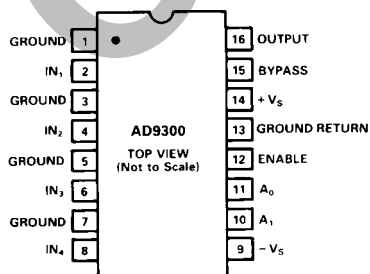 GROUND 1 16 OUTPUT
IN₁ 2 15 BYPASS
GROUND 3 14 +VS
IN₂ 4 AD9300 13 GROUND RETURN
GROUND 5 TOP VIEW 12 ENABLE
(Not to Scale)
IN₃ 6 11 A₀
GROUND 7 10 A₁
IN₄ 8 9 −VS